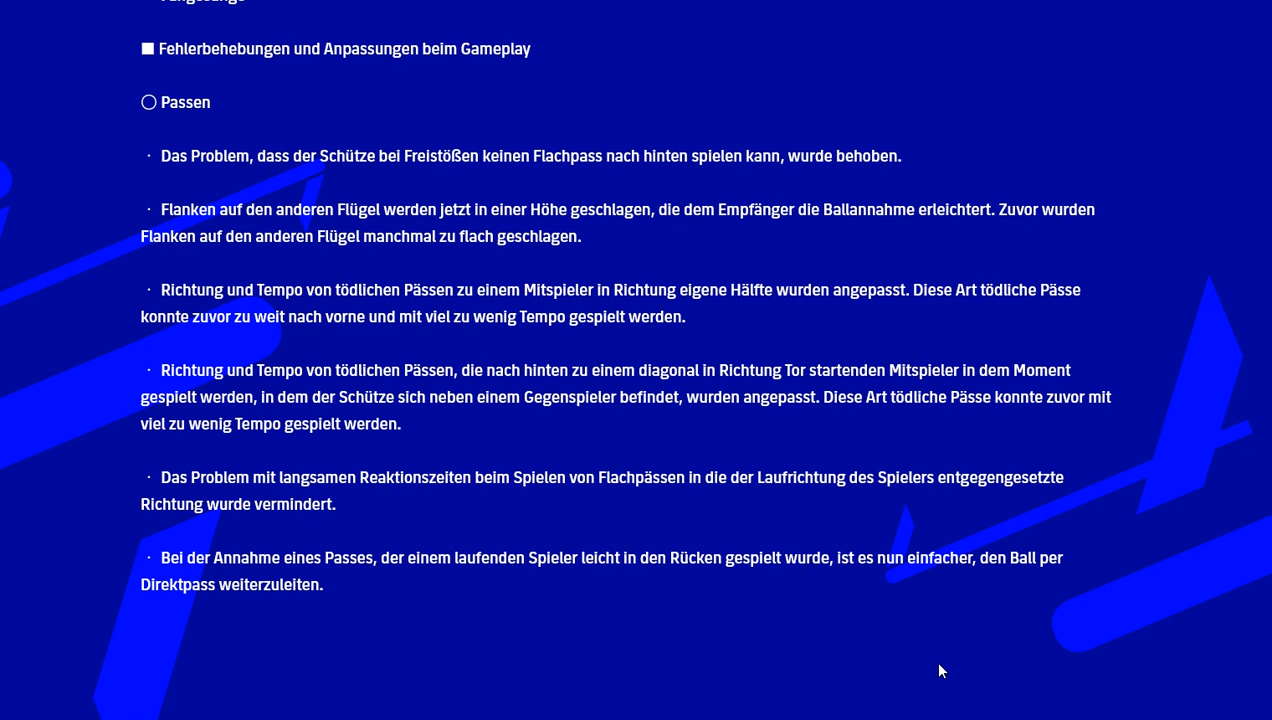 ■ Fehlerbehebungen und Anpassungen beim Gameplay
○ Passen
・ Das Problem, dass der Schütze bei Freistößen keinen Flachpass nach hinten spielen kann, wurde behoben.
・ Flanken auf den anderen Flügel werden jetzt in einer Höhe geschlagen, die dem Empfänger die Ballannahme erleichtert. Zuvor wurden
Flanken auf den anderen Flügel manchmal zu flach geschlagen.
・ Richtung und Tempo von tödlichen Pässen zu einem Mitspieler in Richtung eigene Hälfte wurden angepasst. Diese Art tödliche Pässe
konnte zuvor zu weit nach vorne und mit viel zu wenig Tempo gespielt werden.
・ Richtung und Tempo von tödlichen Pässen, die nach hinten zu einem diagonal in Richtung Tor startenden Mitspieler in dem Moment
gespielt werden, in dem der Schütze sich neben einem Gegenspieler befindet, wurden angepasst. Diese Art tödliche Pässe konnte zuvor mit
viel zu wenig Tempo gespielt werden.
・ Das Problem mit langsamen Reaktionszeiten beim Spielen von Flachpässen in die der Laufrichtung des Spielers entgegengesetzte
Richtung wurde vermindert.
・ Bei der Annahme eines Passes, der einem laufenden Spieler leicht in den Rücken gespielt wurde, ist es nun einfacher, den Ball per
Direktpass weiterzuleiten.